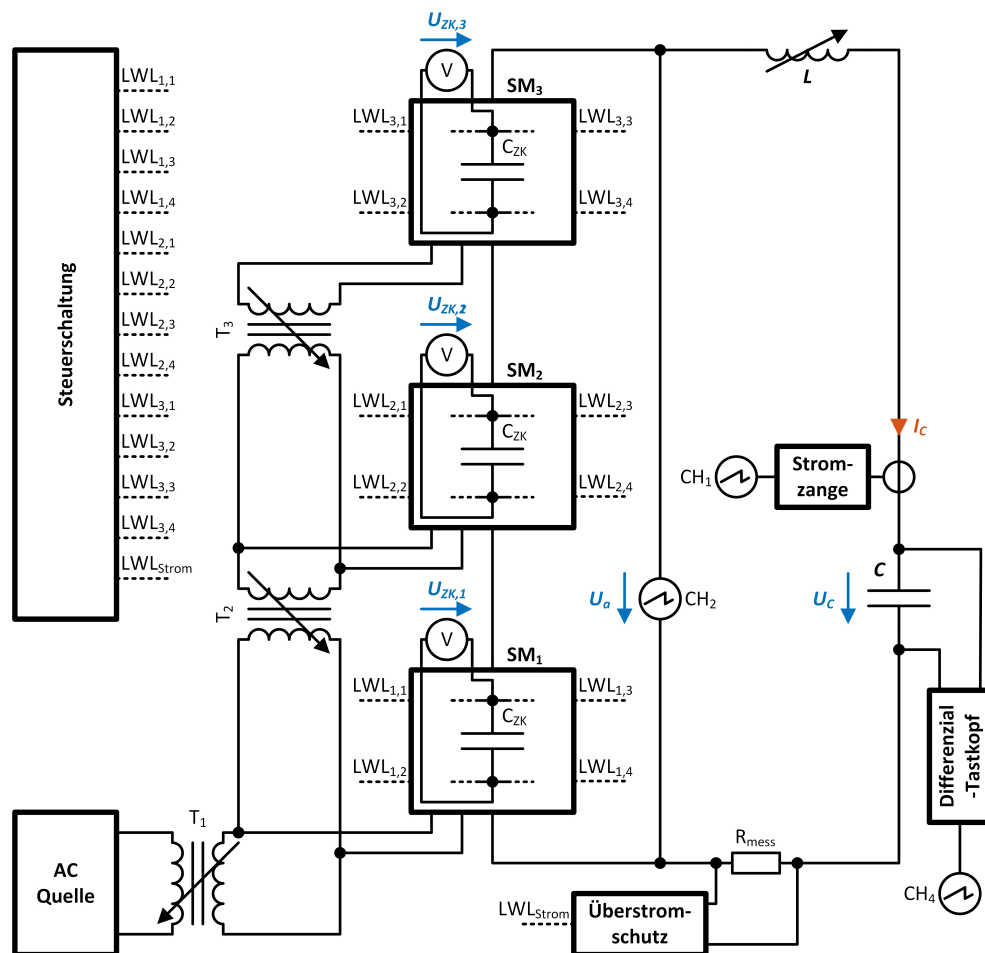 Steuerschaltung
LWL1,1
LWL1,2
LWL1,3
LWL1,4
LWL2,1
LWL2,2
LWL2,3
LWL2,4
LWL3,1
LWL3,2
LWL3,3
LWL3,4
LWLStrom
UZK,3
V
SM3
LWL3,1
LWL3,3
CZK
LWL3,2
LWL3,4
L
T3
UZK,2
V
SM2
LWL2,1
LWL2,3
CZK
LWL2,2
LWL2,4
IC
CH1
Strom-
zange
T2
UZK,1
V
SM1
LWL1,1
LWL1,3
CZK
LWL1,2
LWL1,4
Ua
CH2
C
UC
Differenzial
-Tastkopf
CH4
AC
Quelle
T1
Rmess
LWLStrom
Überstrom-
schutz